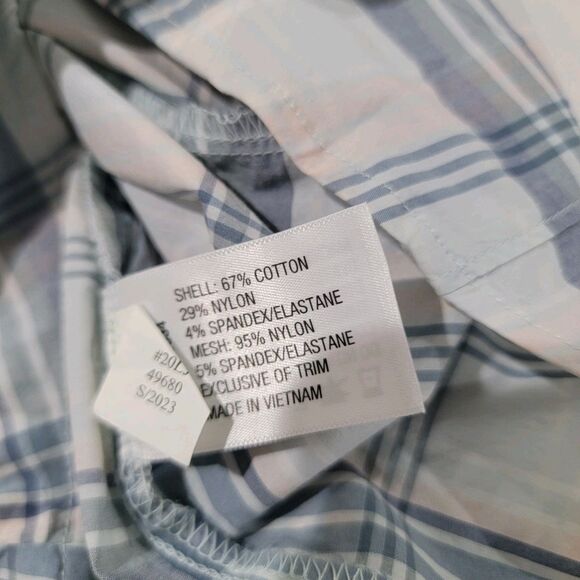 SHELL: 67% COTTON
29% NYLON
4% SPANDEX/ELASTANE
MESH: 95% NYLON
5% SPANDEX/ELASTANE
EXCLUSIVE OF TRIM
MADE IN VIETNAM
49680
S/2023